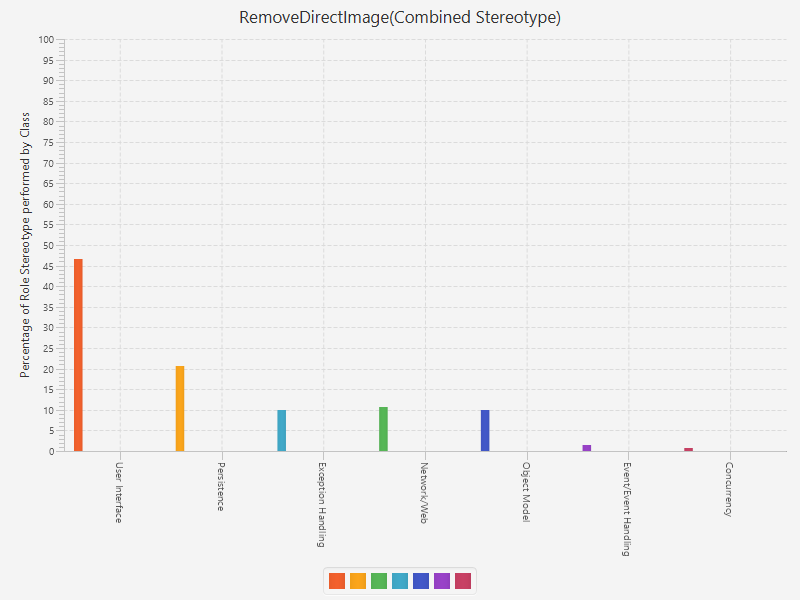 RemoveDirectImage(Combined Stereotype)
Percentage of Role Stereotype performed by Class
100
95
90
85
80
75
70
65
60
55
50
45
40
35
30
25
20
15
10
5
0
User Interface
Persistence
Exception Handling
Network/Web
Object Model
Event/Event Handling
Concurrency